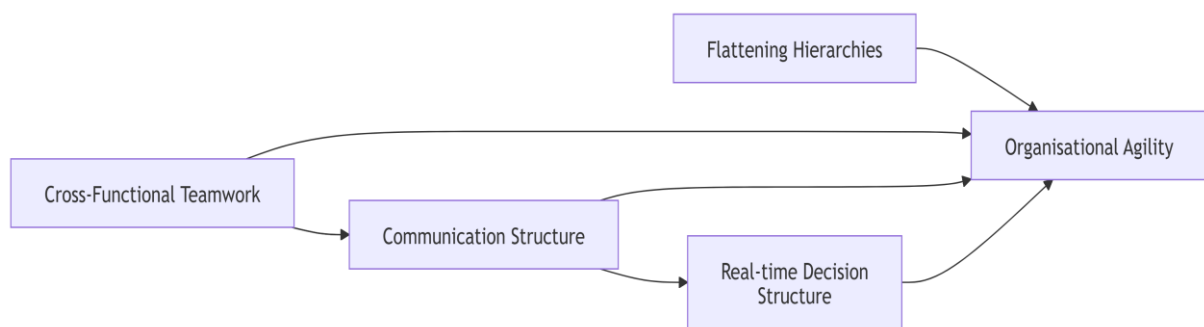 Flattening Hierarchies
Organisational Agility
Cross-Functional Teamwork
Communication Structure
Real-time Decision
Structure